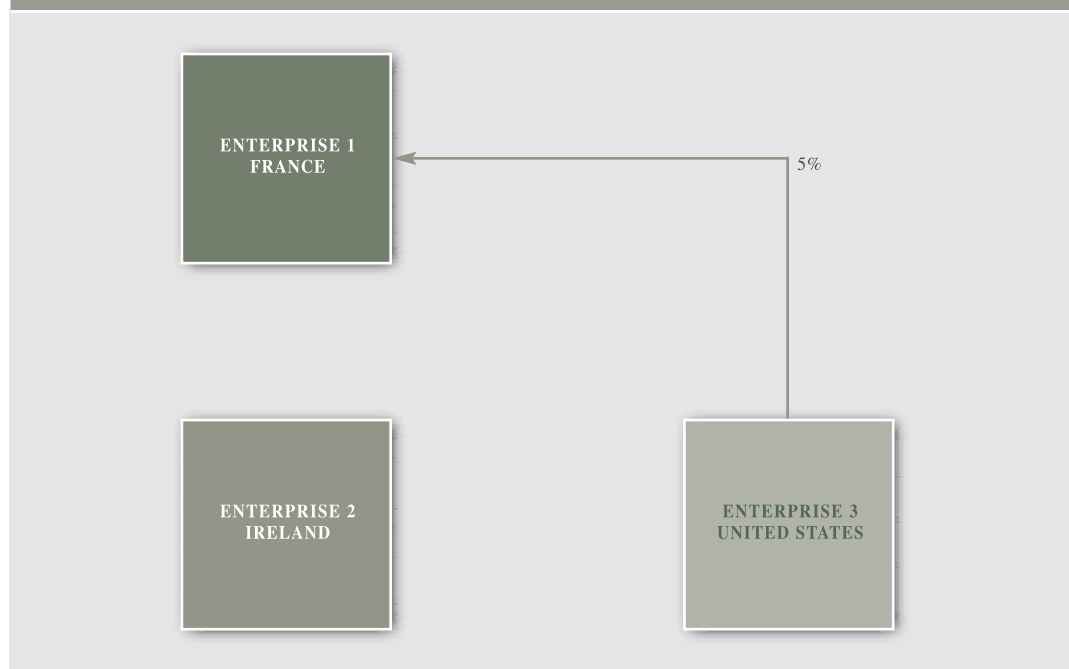 ENTERPRISE 1
FRANCE
5%
ENTERPRISE 2
IRELAND
ENTERPRISE 3
UNITED STATES